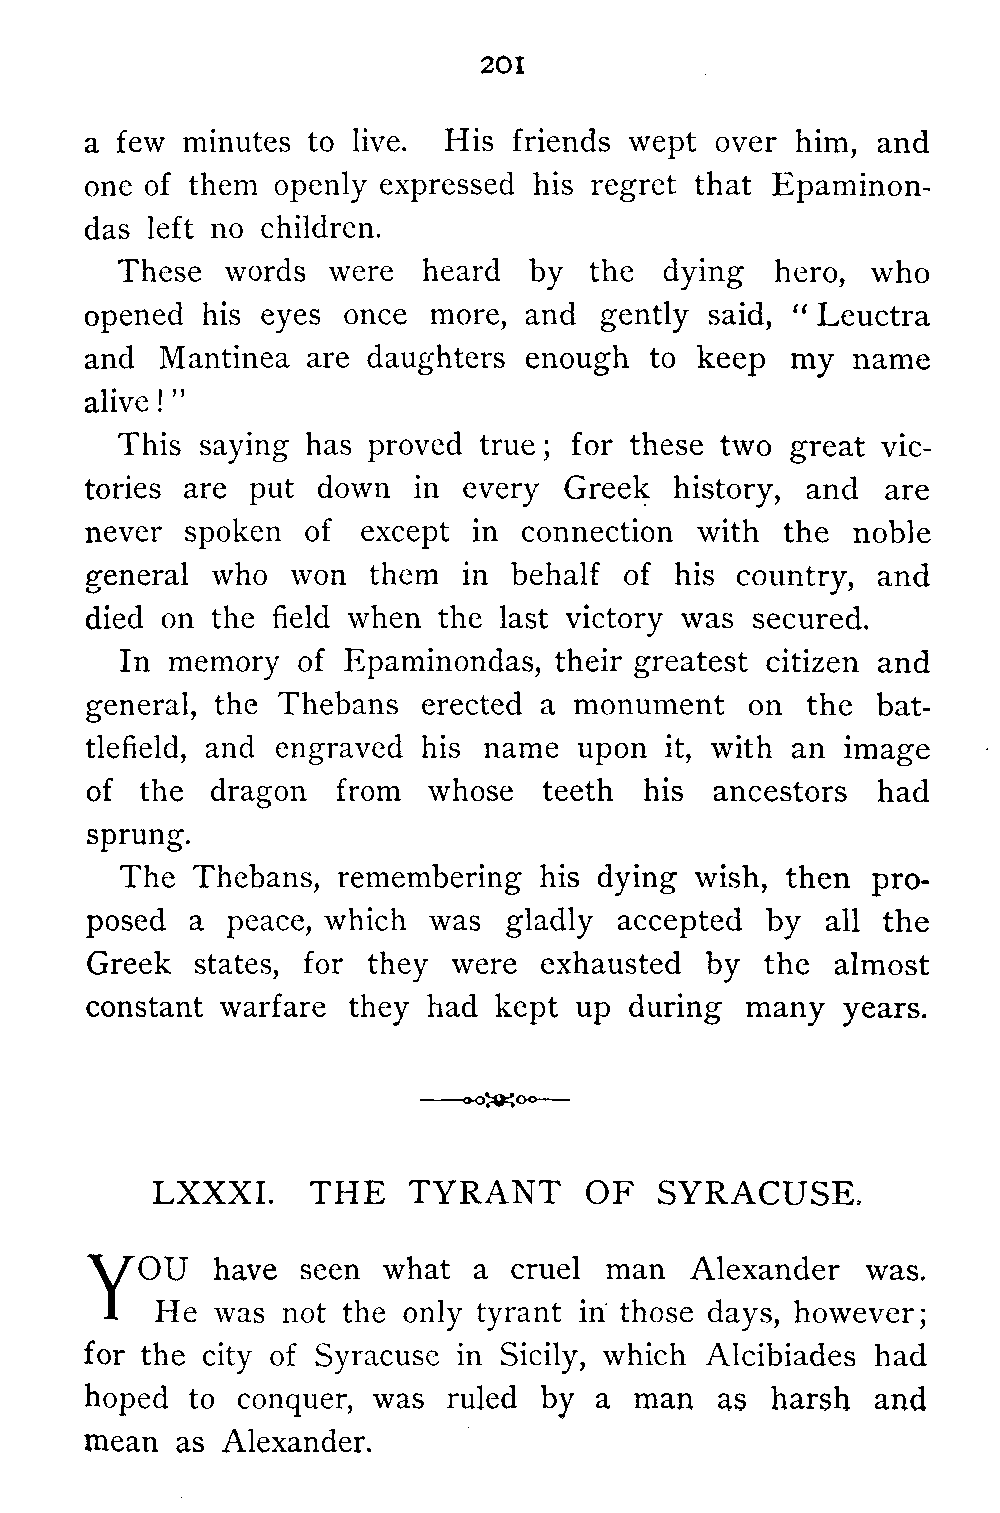 201
a few minutes to live. His friends wept over him, and
one of them openly expressed his regret that Epaminon-
das left no children.
These words were heard by the dying hero, who
opened his eyes once more, and gently said, “Leuctra
and Mantinea are daughters enough to keep my name
alive!”
This saying has proved true; for these two great vic-
tories are put down in every Greek history, and are
never spoken of except in connection with the noble
general who won them in behalf of his country, and
died on the field when the last victory was secured.
In memory of Epaminondas, their greatest citizen and
general, the Thebans erected a monument on the bat-
tlefield, and engraved his name upon it, with an image
of the dragon from whose teeth his ancestors had
sprung.
The Thebans, remembering his dying wish, then pro-
posed a peace, which was gladly accepted by all the
Greek states, for they were exhausted by the almost
constant warfare they had kept up during many years.
LXXXI. THE TYRANT OF SYRACUSE.
YOU have seen what a cruel man Alexander was.
He was not the only tyrant in those days, however;
for the city of Syracuse in Sicily, which Alcibiades had
hoped to conquer, was ruled by a man as harsh and
mean as Alexander.